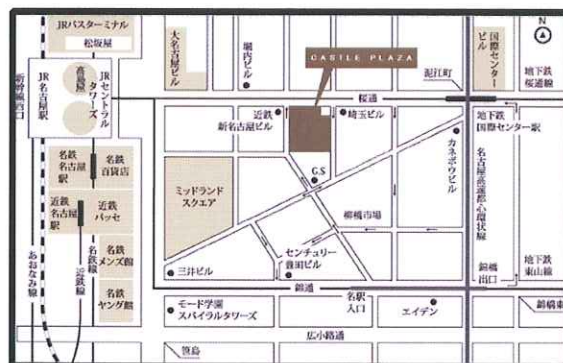 JRバスターミナル
松坂屋
新幹線西口
JR名古屋駅
高島屋
JRセントラル
タワーズ
大名古屋ビル
堀内ビル
CASTLE PLAZA
泥江町
国際センター
ビル
N
地下鉄
桜通線
桜通
近鉄
新名古屋ビル
埼玉ビル
カネボウビル
地下鉄
国際センター駅
名古屋高速都心環状線
名鉄
名古屋
駅
名鉄
百貨店
ミッドランド
スクエア
G.S
近鉄
名古屋
駅
近鉄
パッセ
柳橋市場
あおなみ線
近鉄線
名鉄線
名鉄
メンズ館
三井ビル
センチュリー
豊田ビル
錦橋
出口
地下鉄
東山線
錦通
名鉄
ヤング館
モード学園
スパイラルタワーズ
名駅
入口
エイデン
錦橋東
広小路通
笹島